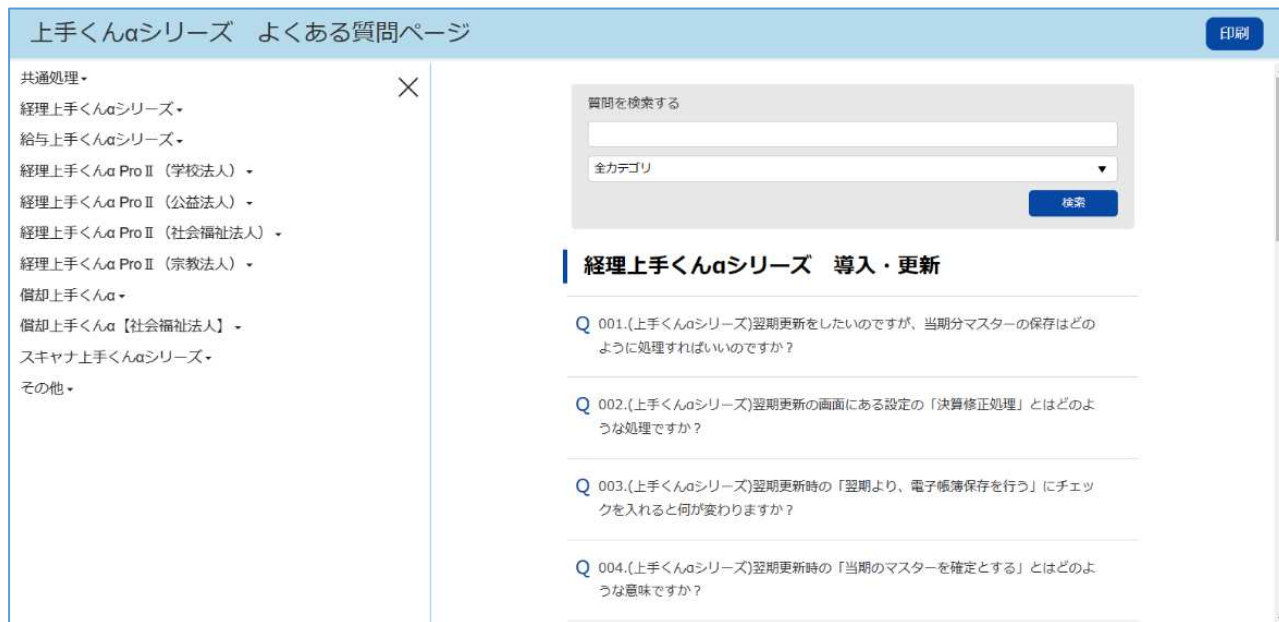 上手くんαシリーズ　よくある質問ページ
印刷
共通処理
経理上手くんαシリーズ
給与上手くんαシリーズ
経理上手くんα ProⅡ（学校法人）
経理上手くんα ProⅡ（公益法人）
経理上手くんα ProⅡ（社会福祉法人）
経理上手くんα ProⅡ（宗教法人）
償却上手くんα
償却上手くんα【社会福祉法人】
スキャナ上手くんαシリーズ
その他
質問を検索する
全カテゴリ
検索
経理上手くんαシリーズ　導入・更新
Q 001.(上手くんαシリーズ)翌期更新をしたいのですが、当期分マスターの保存はどの
ように処理すればいいのですか？
Q 002.(上手くんαシリーズ)翌期更新の画面にある設定の「決算修正処理」とはどのよ
うな処理ですか？
Q 003.(上手くんαシリーズ)翌期更新時の「翌期より、電子帳簿保存を行う」にチェッ
クを入れると何が変わりますか？
Q 004.(上手くんαシリーズ)翌期更新時の「当期のマスターを確定とする」とはどのよ
うな意味ですか？